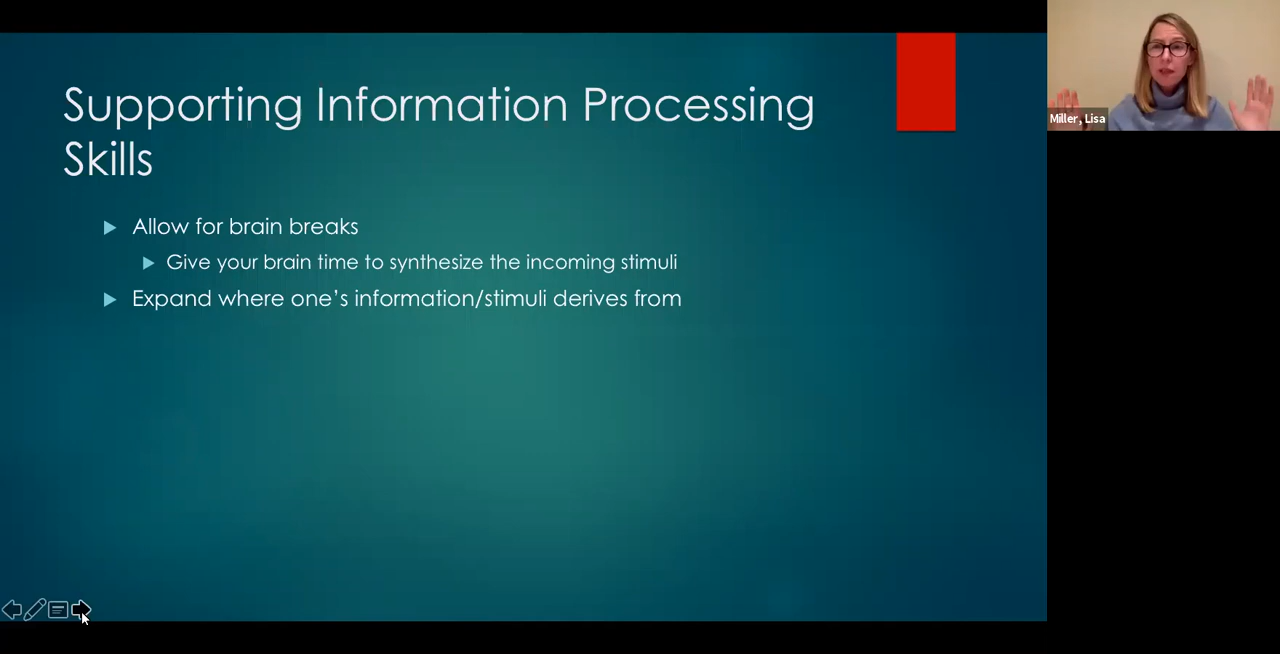 Supporting Information Processing
Skills
Allow for brain breaks
Give your brain time to synthesize the incoming stimuli
Expand where one’s information/stimuli derives from
Miller, Lisa